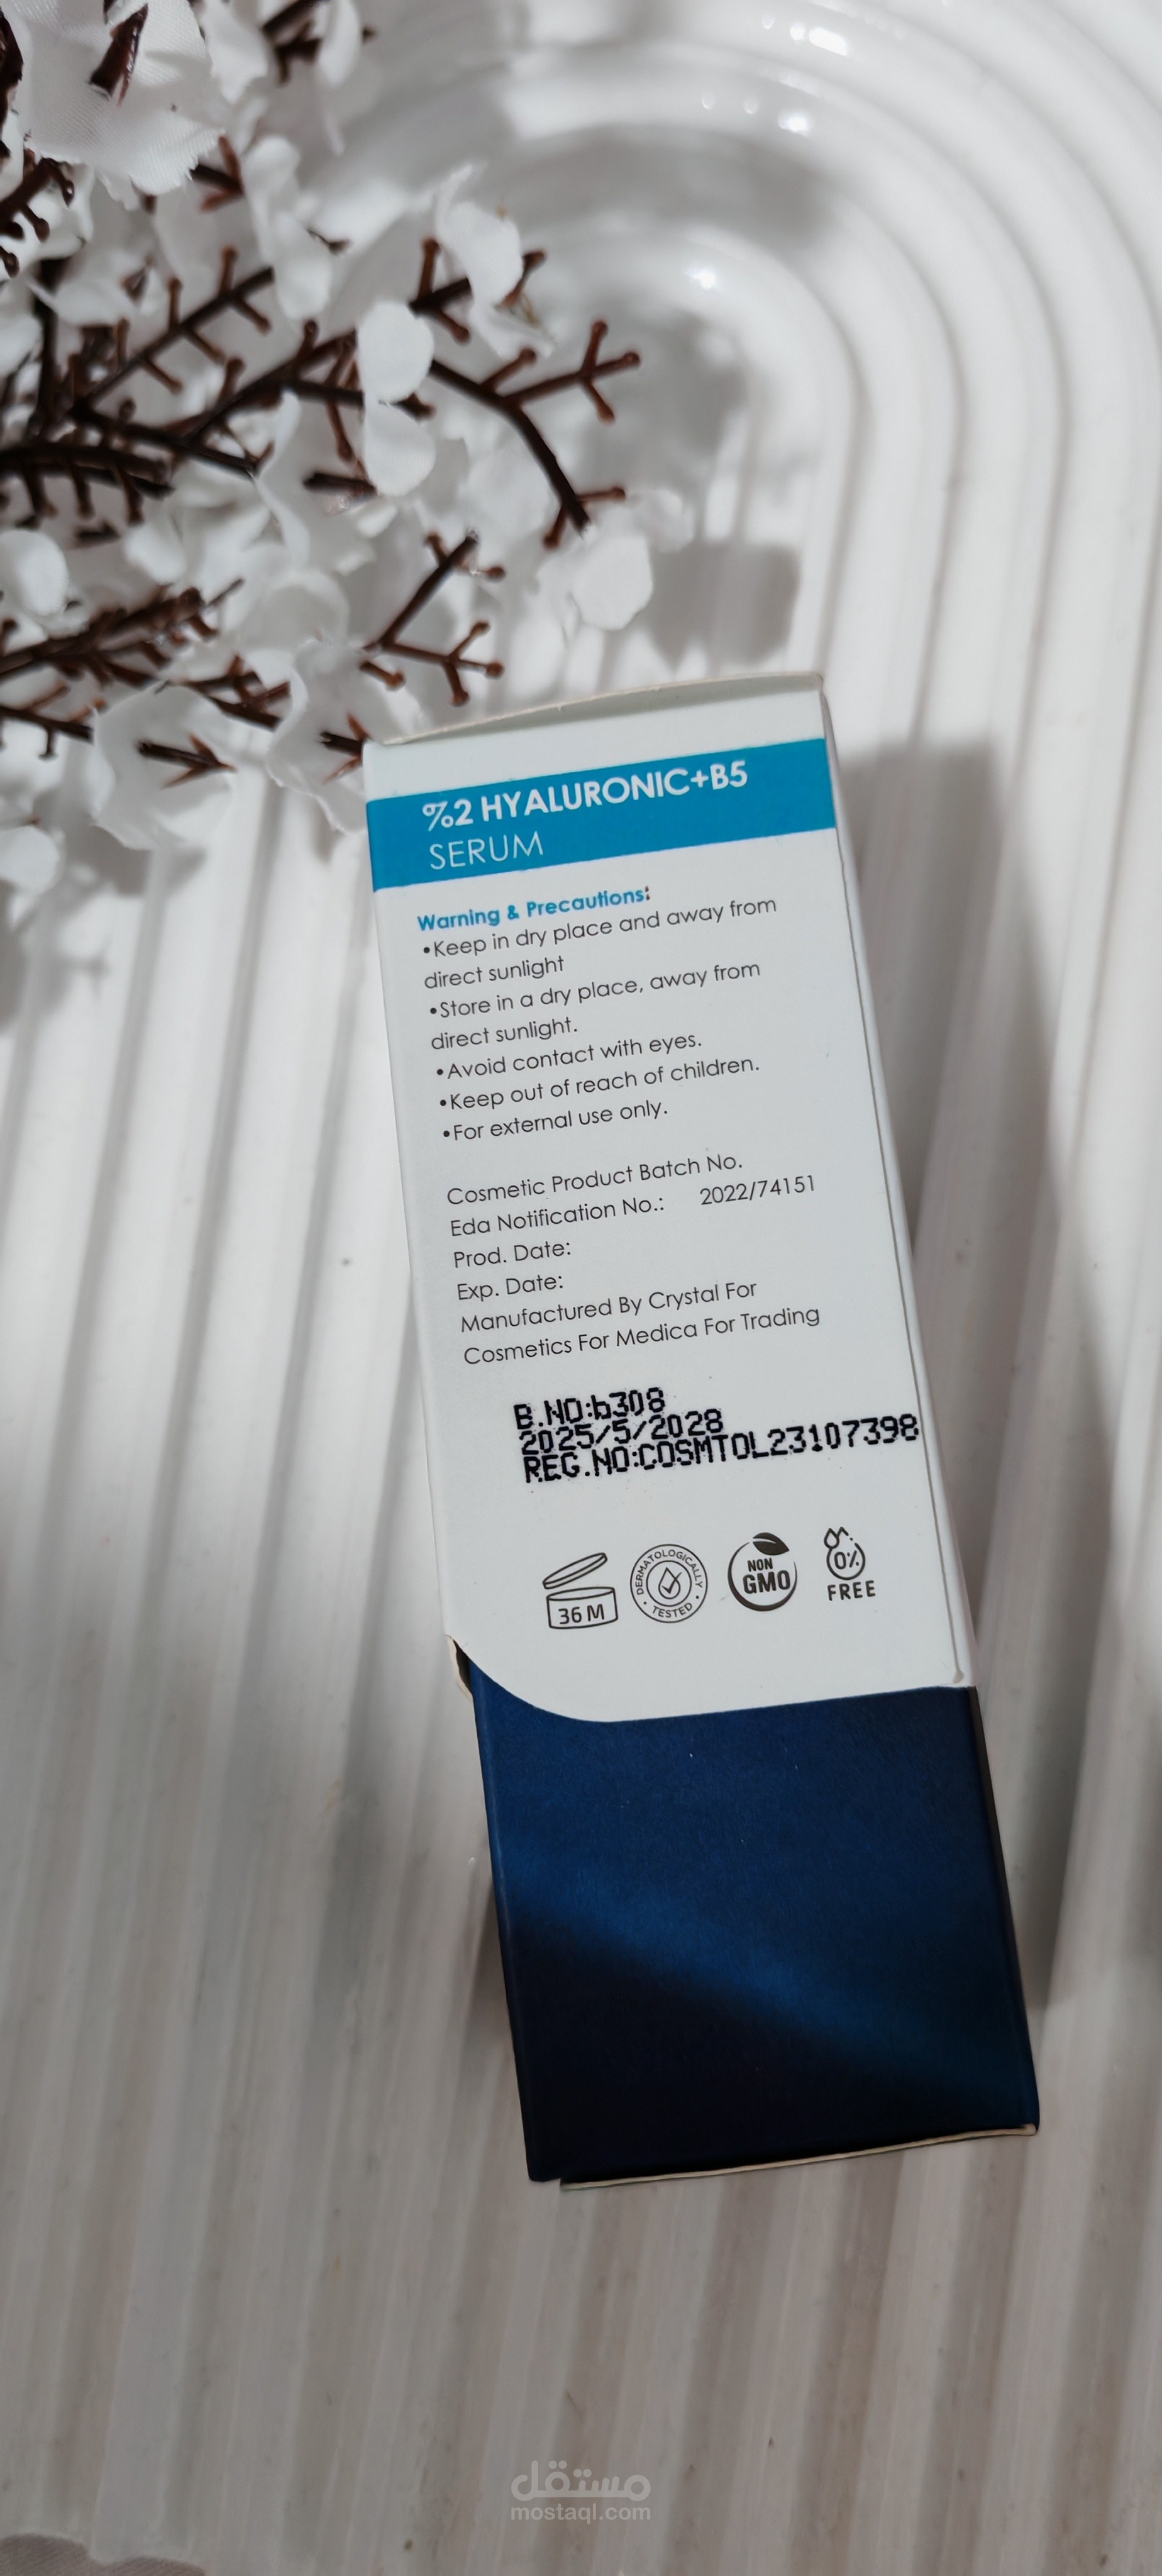 %2 HYALURONIC+B5
SERUM
Warning & Precautions:
•Keep in dry place and away from
direct sunlight
•Store in a dry place, away from
direct sunlight.
•Avoid contact with eyes.
•Keep out of reach of children.
•For external use only.
Cosmetic Product Batch No.
Eda Notification No.: 2022/74151
Prod. Date:
Exp. Date:
Manufactured By Crystal For
Cosmetics For Medica For Trading
B.NO:b308
2025/5/2028
REG.NO:COSMTOL23107398
36 M
DERMATOLOGICALLY
TESTED
NON
GMO
0%
FREE
مستقل
mostaql.com